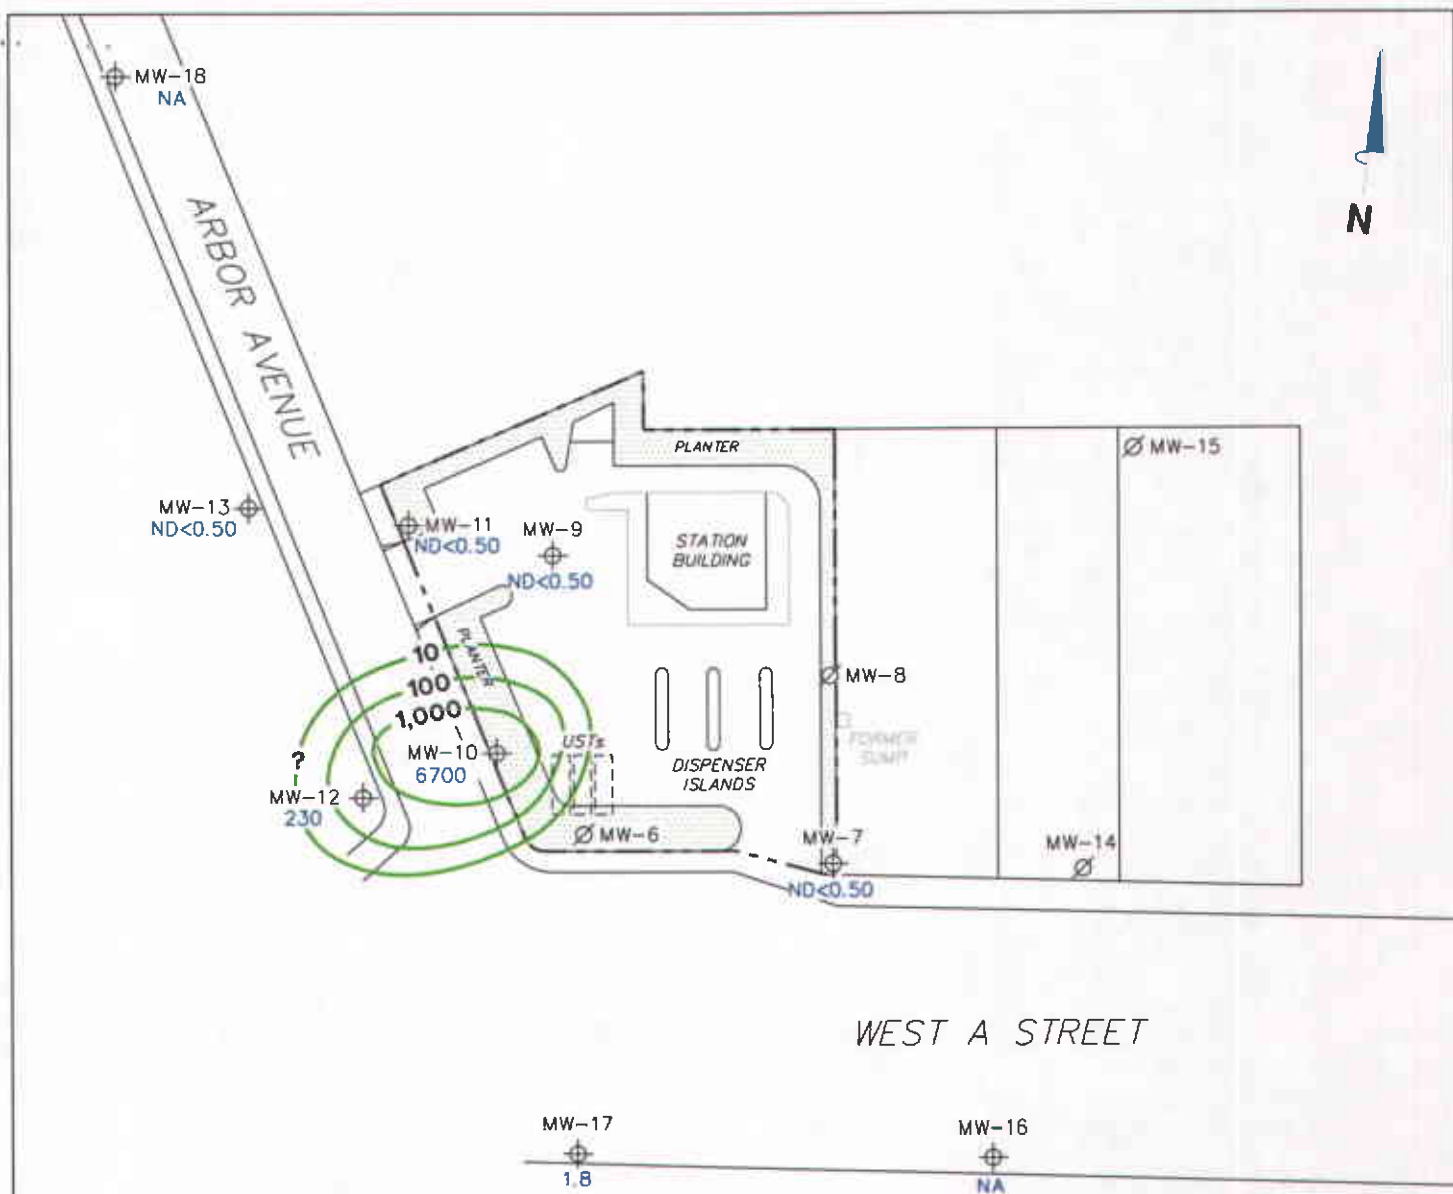 MW-18
NA
N
ARBOR AVENUE
PLANTER
MW-15
MW-13
ND<0.50
MW-11
ND<0.50
MW-9
ND<0.50
STATION
BUILDING
PLANTER
10
100
1,000
MW-8
?
MW-10
6700
USTs
FORMER
SUMP
DISPENSER
ISLANDS
MW-12
230
MW-6
MW-7
ND<0.50
MW-14
WEST A STREET
MW-17
1.8
MW-16
NA